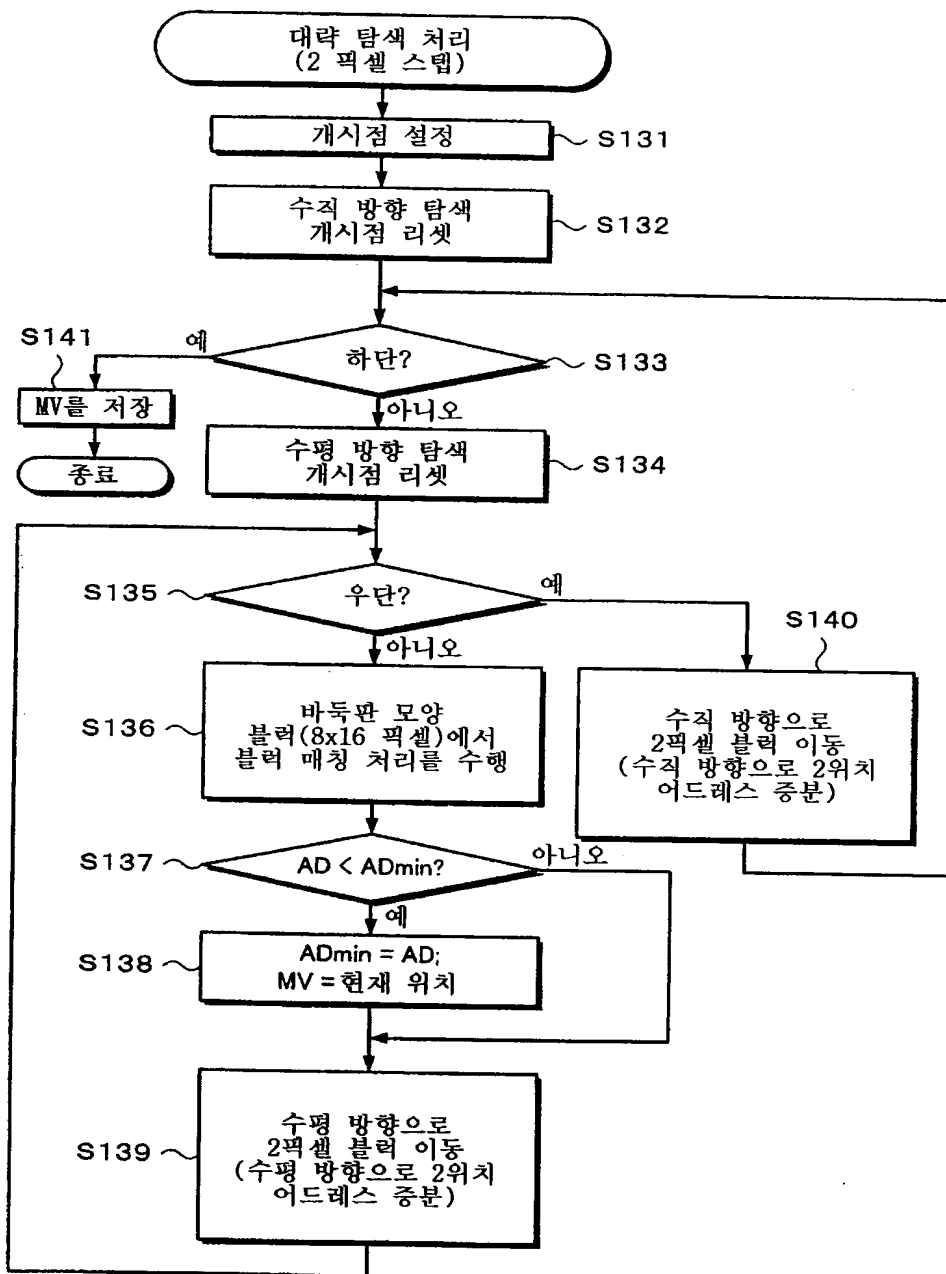 대략 탐색 처리
(2 픽셀 스탭)
개시점 설정
S131
수직 방향 탐색
개시점 리셋
S132
S141
예
하단?
S133
MV를 저장
아니오
수평 방향 탐색
개시점 리셋
S134
종료
S135
우단?
예
아니오
S140
S136
바둑판 모양
블럭(8x16 픽셀)에서
블럭 매칭 처리를 수행
수직 방향으로
2픽셀 블럭 이동
(수직 방향으로 2위치
어드레스 증분)
S137
AD < ADmin?
아니오
예
S138
ADmin = AD;
MV = 현재 위치
S139
수평 방향으로
2픽셀 블럭 이동
(수평 방향으로 2위치
어드레스 증분)